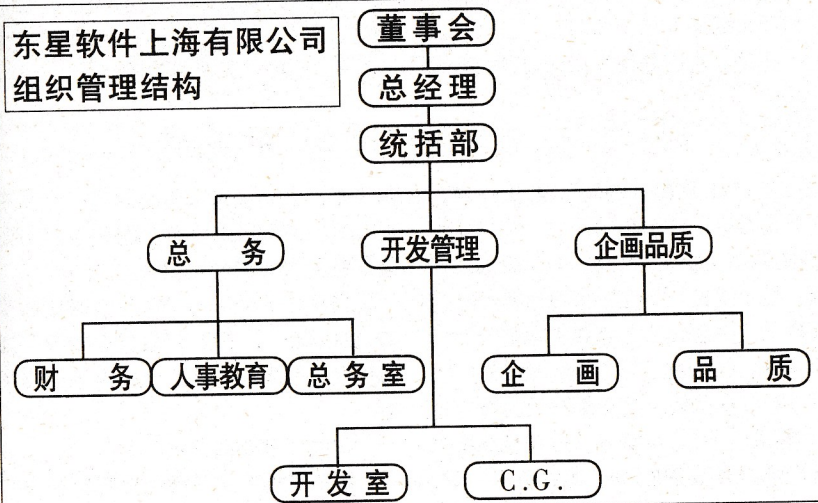 东星软件上海有限公司
组织管理结构
董事会
总经理
统括部
总务
开发管理
企画品质
财务
人事教育
总务室
企画
品质
开发室
C.G.